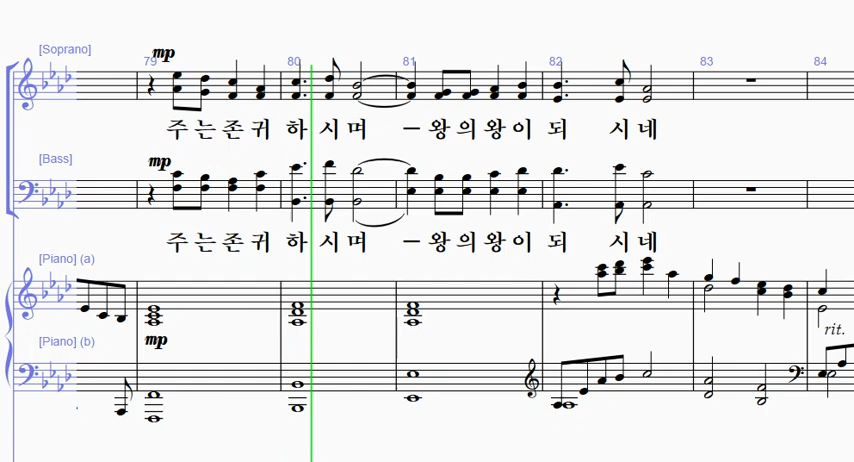 [Soprano]
mp
79 80 81 82 83 84
주는존귀 하 시며 –왕의왕이 되 시네
[Bass]
mp
주는존귀 하 시며 –왕의왕이 되 시네
[Piano] (a)
mp
rit.
[Piano] (b)